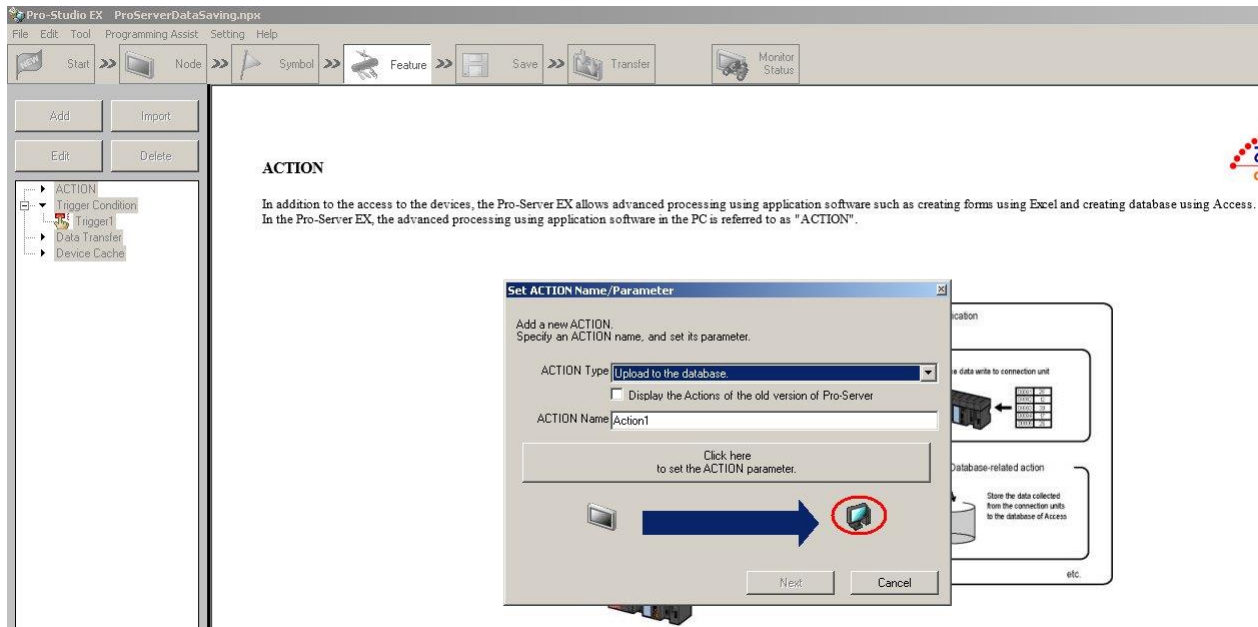 Pro-Studio EX ProServerDataSaving.npx
File Edit Tool Programming Assist Setting Help
NEW Start Node Symbol Feature Save Transfer Monitor Status
Add Import
Edit Delete
ACTION
Trigger Condition
Trigger1
Data Transfer
Device Cache
ACTION
In addition to the access to the devices, the Pro-Server EX allows advanced processing using application software such as creating forms using Excel and creating database using Access.
In the Pro-Server EX, the advanced processing using application software in the PC is referred to as "ACTION".
Set ACTION Name/Parameter
Add a new ACTION.
Specify an ACTION name, and set its parameter.
ACTION Type Upload to the database.
Display the Actions of the old version of Pro-Server
ACTION Name Action1
Click here
to set the ACTION parameter.
Next Cancel
data write to connection unit
Database-related action
Store the data collected
from the connection units
to the database of Access
etc.